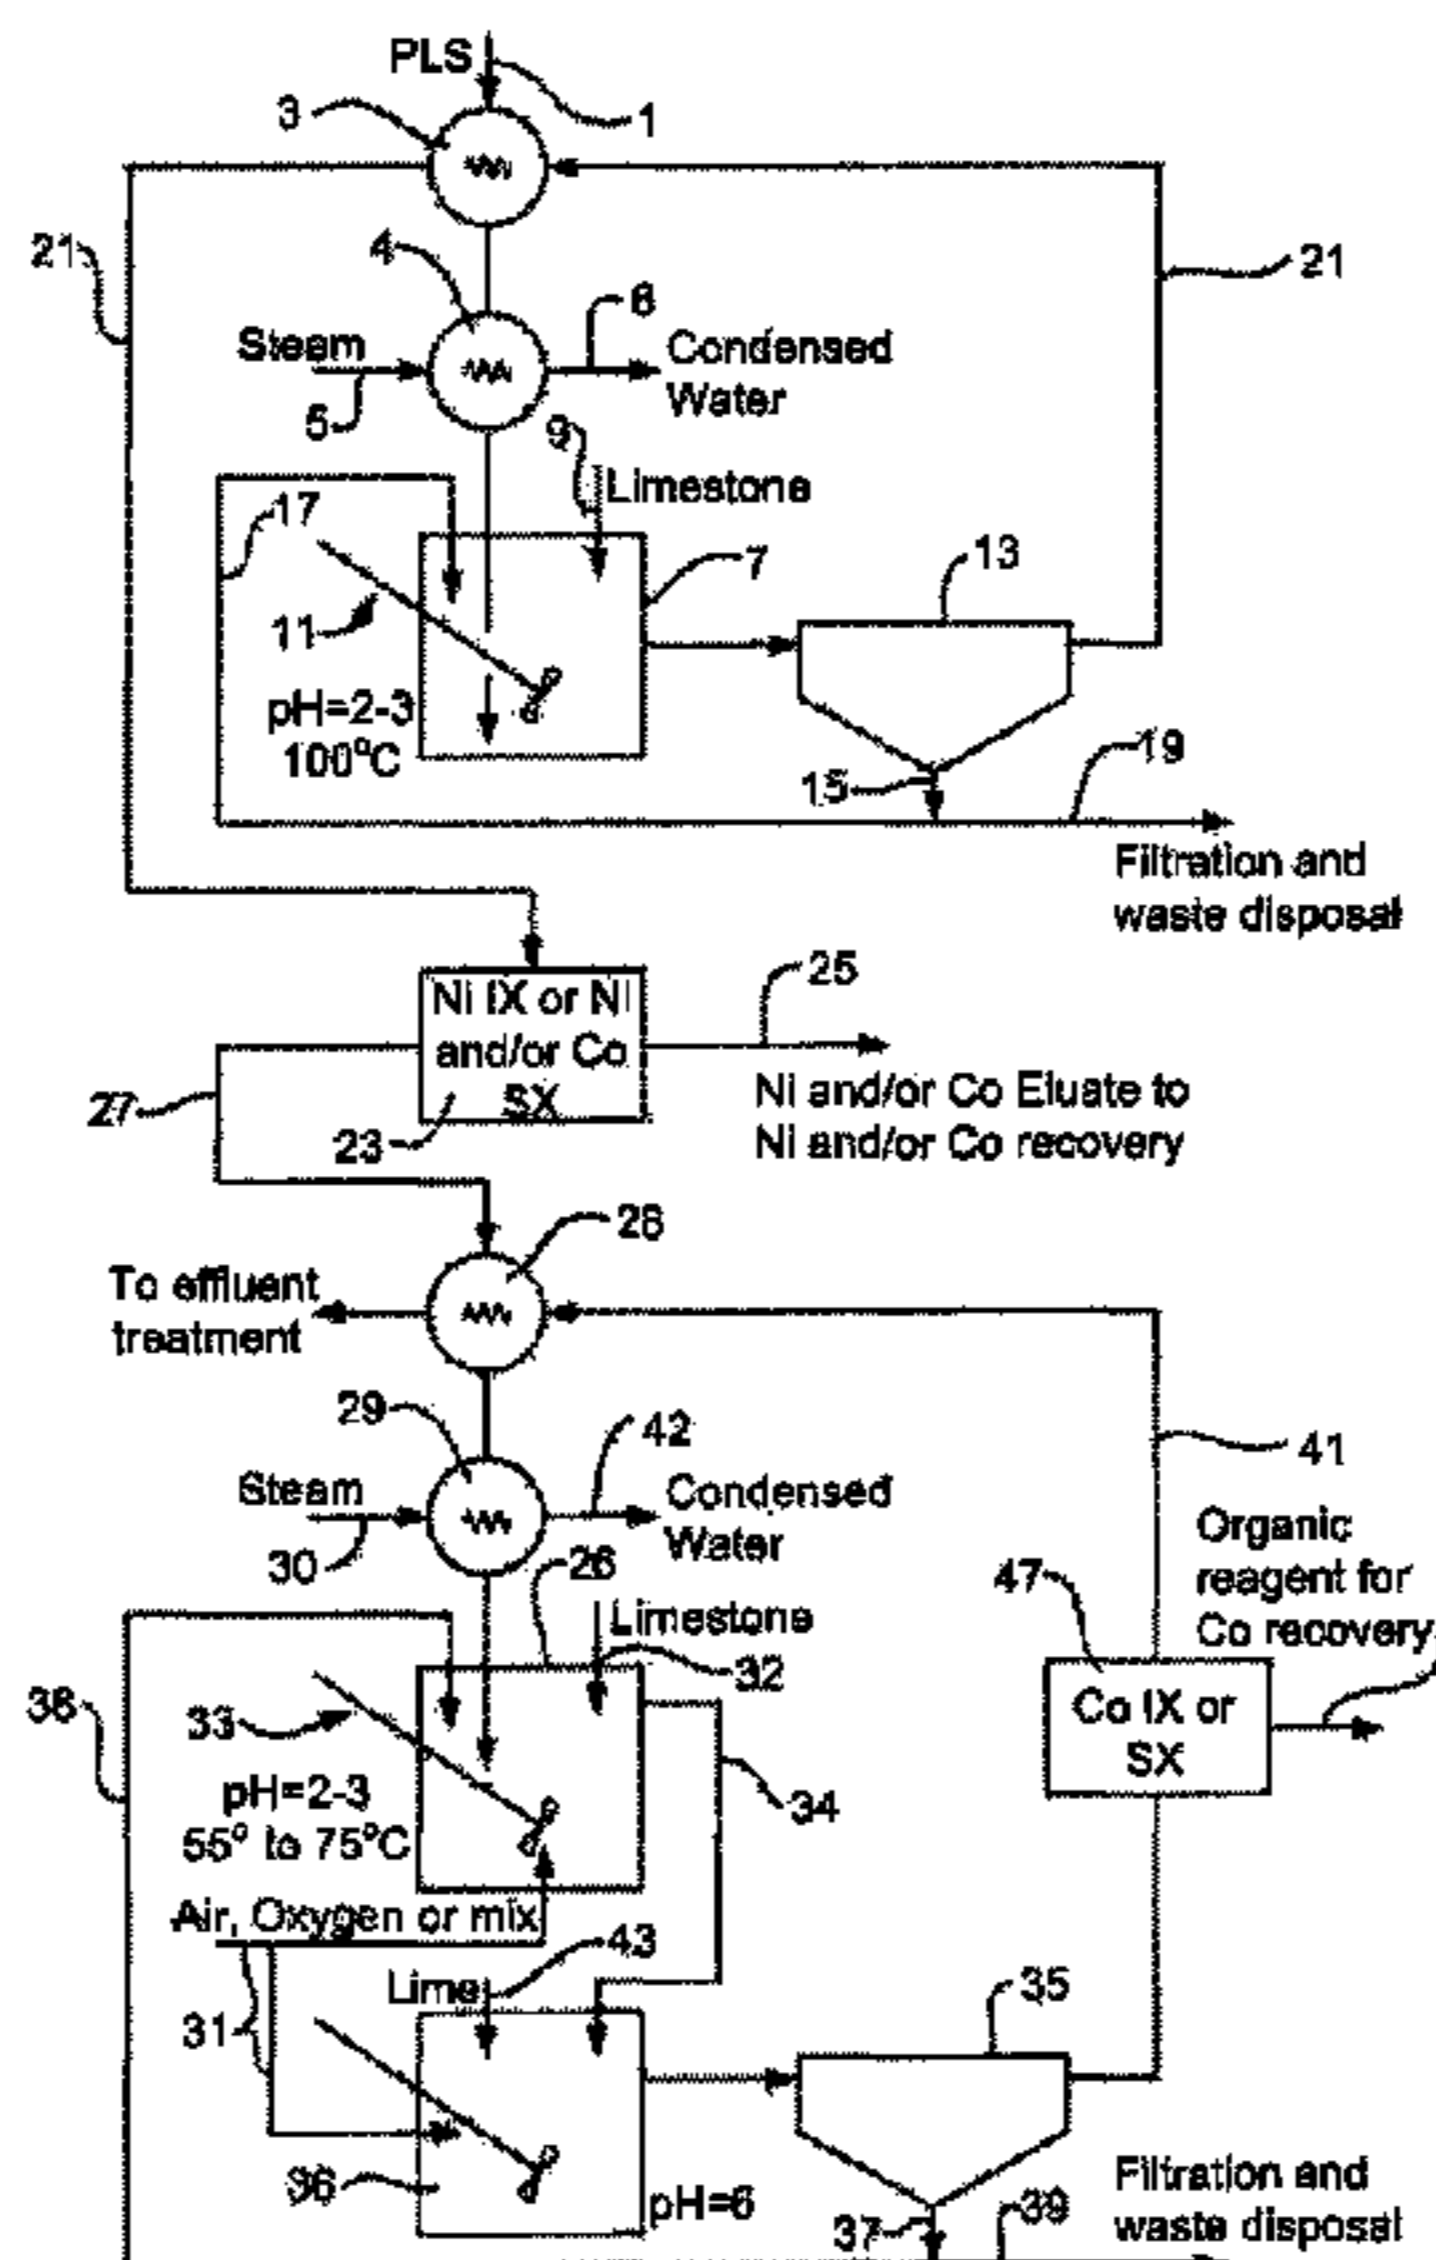 PLS
3
1
21
4
21
6
Steam
Condensed
Water
5
9
Limestone
17
13
7
11
pH=2-3
100°C
15
19
Filtration and
waste disposal
Ni IX or Ni
and/or Co
SX
25
27
23
Ni and/or Co Eluate to
Ni and/or Co recovery
28
To effluent
treatment
29
42
41
Steam
Condensed
Water
30
26
Organic
reagent for
Co recovery
47
Limestone
32
38
33
Co IX or
SX
pH=2-3
55° to 75°C
34
Air, Oxygen or mix
43
Lime
35
31
36
pH=6
Filtration and
waste disposal
37
39